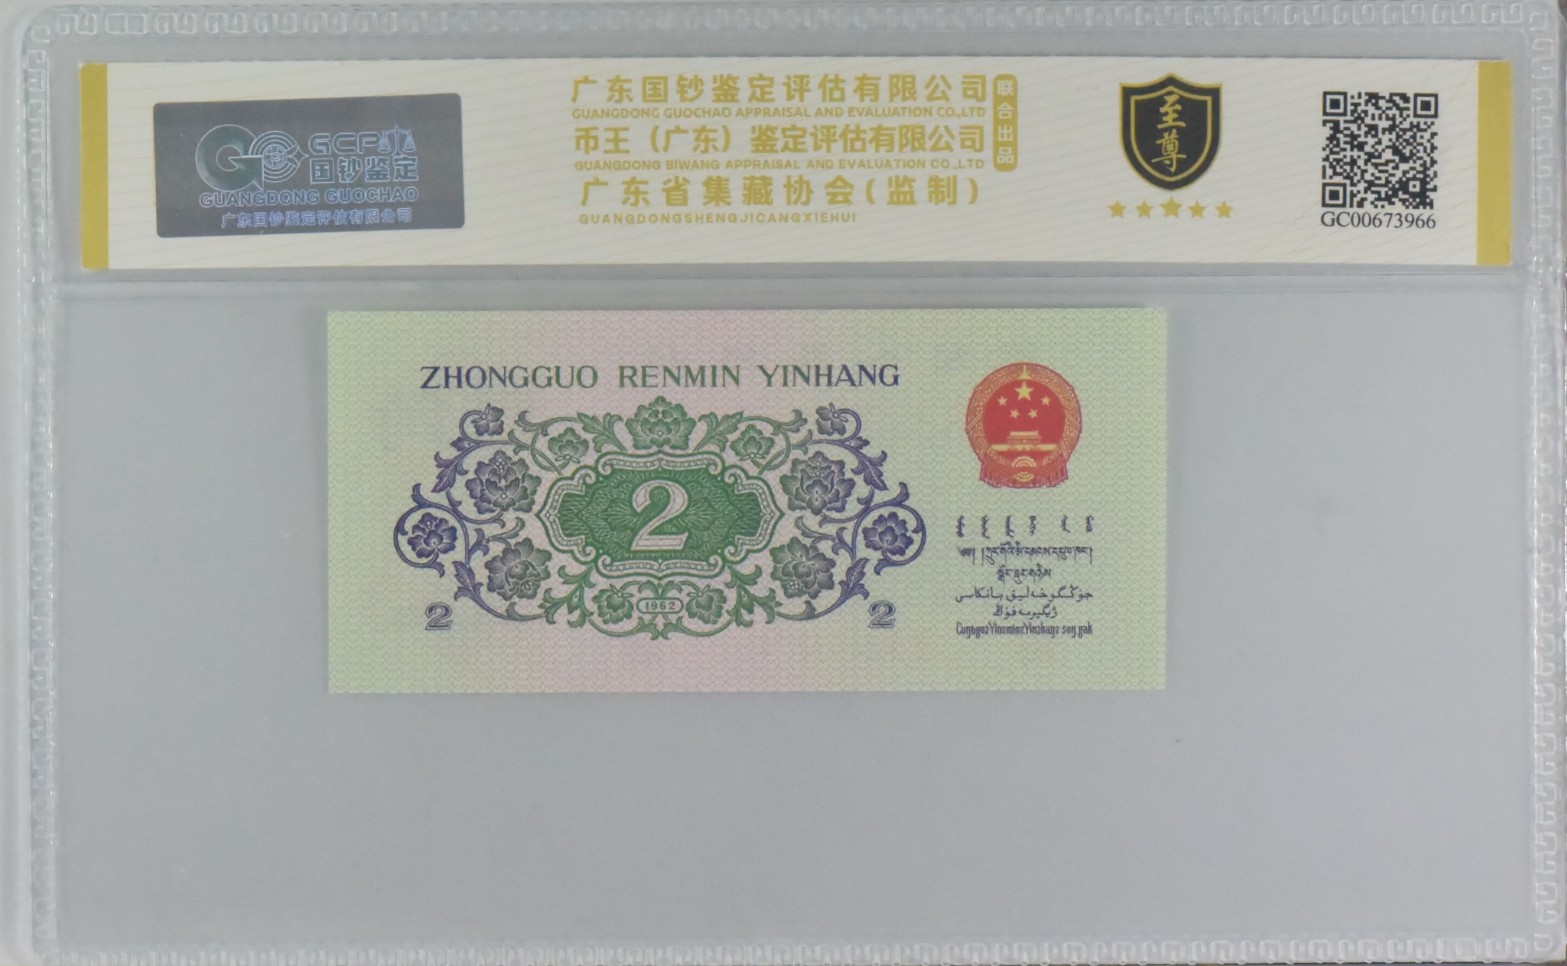 GCP
国钞鉴定
GUANGDONG GUOCHAO
广东国钞鉴定评估有限公司
广东国钞鉴定评估有限公司
GUANGDONG GUOCHAO APPRAISAL AND EVALUATION CO.,LTD
币王（广东）鉴定评估有限公司
GUANGDONG BIWANG APPRAISAL AND EVALUATION CO.,LTD
广东省集藏协会(监制)
GUANGDONGSHENGJICANGXIEHUI
联合出品
至尊
GC00673966
ZHONGGUO RENMIN YINHANG
2
1962
2 2
جۇڭگو خەلىق بانكاسى